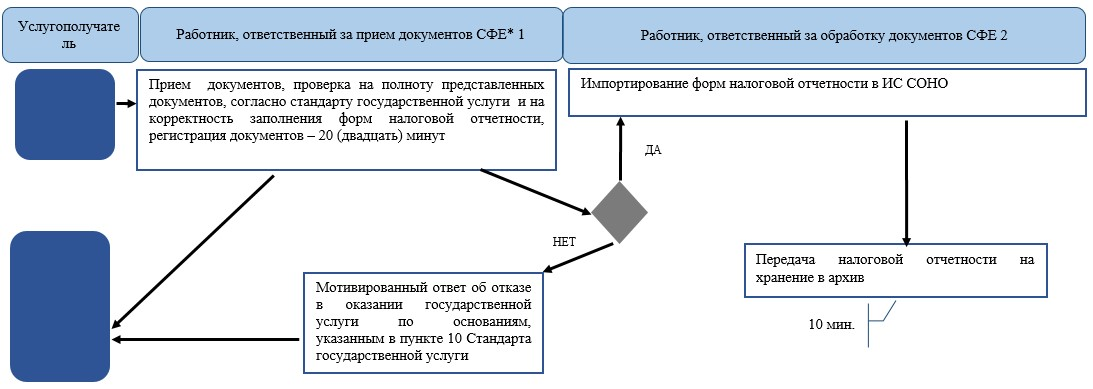 Услугополучате
ль
Работник, ответственный за прием документов СФЕ* 1
Работник, ответственный за обработку документов СФЕ 2
Прием документов, проверка на полноту представленных
документов, согласно стандарту государственной услуги и на
корректность заполнения форм налоговой отчетности,
регистрация документов – 20 (двадцать) минут
Импортирование форм налоговой отчетности в ИС СОНО
ДА
НЕТ
Мотивированный ответ об отказе
в оказании государственной
услуги по основаниям,
указанным в пункте 10 Стандарта
государственной услуги
Передача налоговой отчетности на
хранение в архив
10 мин.